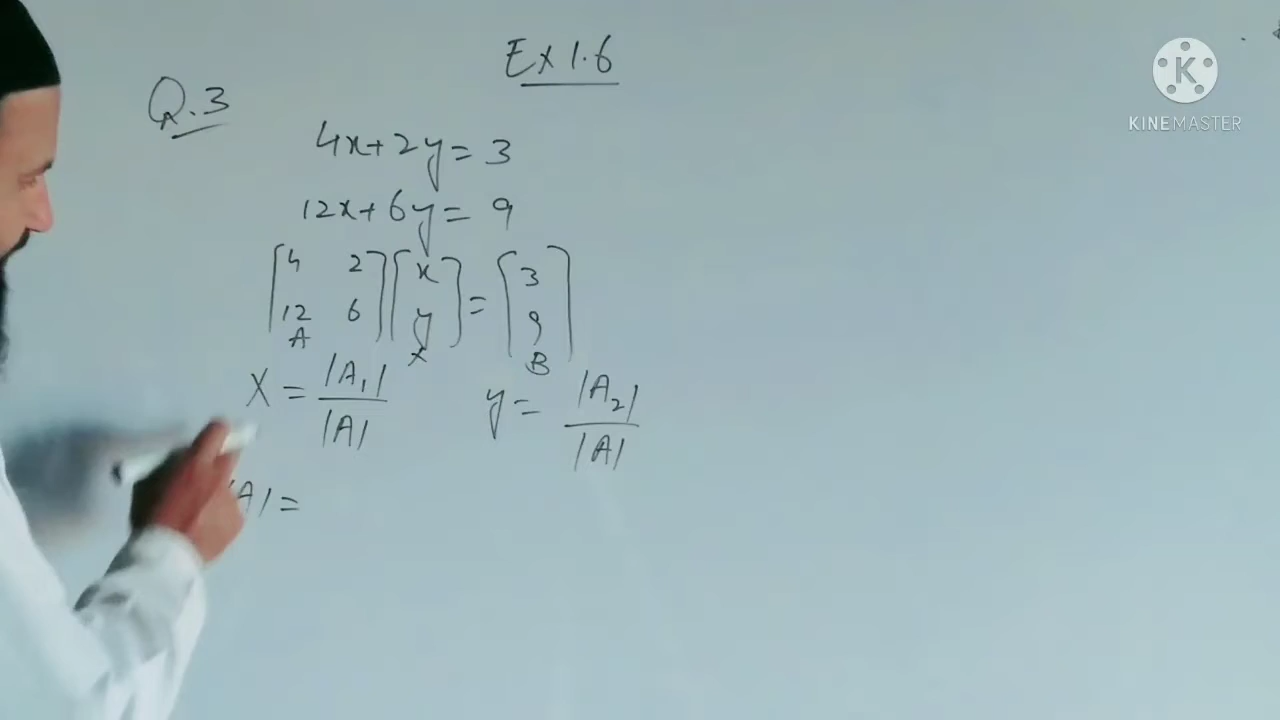 Ex 1.6
Q.3
4x+2y=3
12x+6y=9
[4 2] [x] = [3]
[12 6] [y] [9]
A X B
X = |A₁| / |A| y = |A₂| / |A|
|A| =
K
KINEMASTER